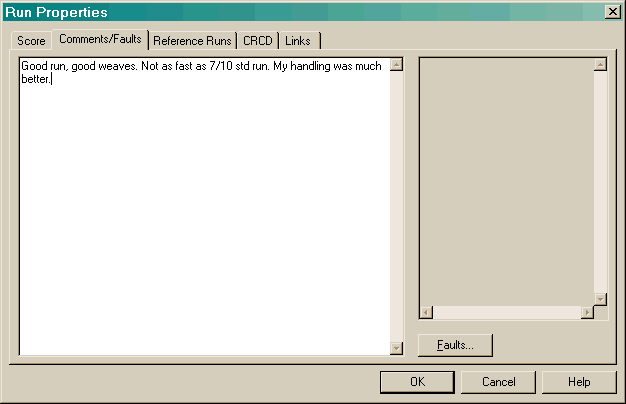 Run Properties
Score
Comments/Faults
Reference Runs
CRCD
Links
Good run, good weaves. Not as fast as 7/10 std run. My handling was much
better.
Faults...
OK
Cancel
Help